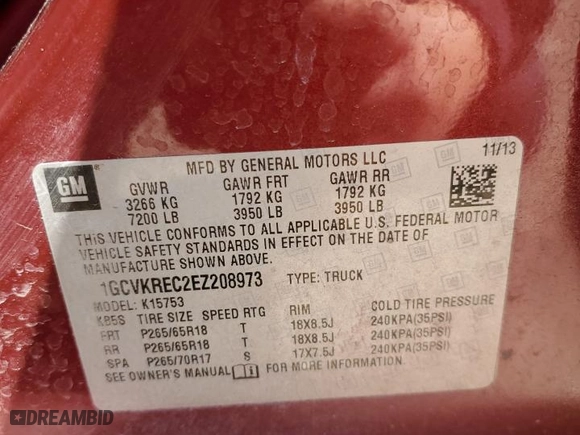 GM
MFD BY GENERAL MOTORS LLC
11/13
GVWR GAWR FRT GAWR RR
3266 KG 1792 KG 1792 KG
7200 LB 3950 LB 3950 LB
THIS VEHICLE CONFORMS TO ALL APPLICABLE U.S. FEDERAL MOTOR
VEHICLE SAFETY STANDARDS IN EFFECT ON THE DATE OF
MANUFACTURE SHOWN ABOVE.
1GCVKREC2EZ208973 TYPE: TRUCK
MODEL: K15753
K85S TIRE SIZE SPEED RTG RIM COLD TIRE PRESSURE
FRT P265/65R18 T 18X8.5J 240KPA(35PSI)
RR P265/65R18 T 18X8.5J 240KPA(35PSI)
SPA P265/70R17 S 17X7.5J 240KPA(35PSI)
SEE OWNER'S MANUAL FOR MORE INFORMATION.
DREAMBID